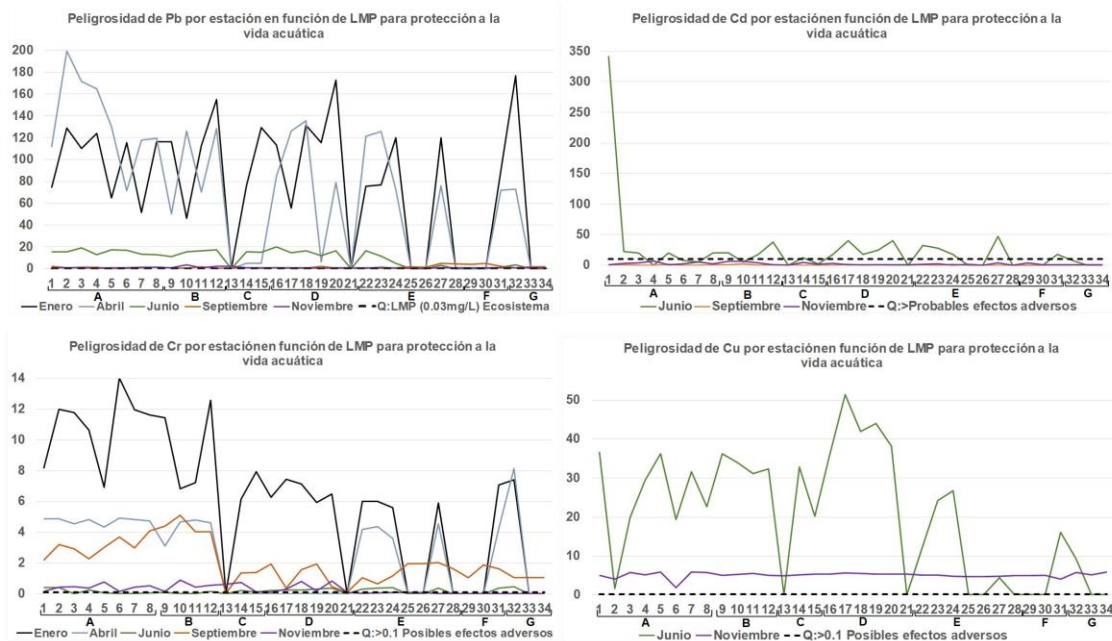 Peligrosidad de Pb por estación en función de LMP para protección a la
vida acuática
200
180
160
140
120
100
80
60
40
20
0
1 2 3 4 5 6 7 8 9 10 11 12 13 14 15 16 17 18 19 20 21 22 23 24 25 26 27 28 29 30 31 32 33 34
A B C D E F G
Enero Abril Junio Septiembre Noviembre Q:LMP (0.03mg/L) Ecosistema
Peligrosidad de Cd por estaciónen función de LMP para protección a la
vida acuática
350
300
250
200
150
100
50
0
1 2 3 4 5 6 7 8 9 10 11 12 13 14 15 16 17 18 19 20 21 22 23 24 25 26 27 28 29 30 31 32 33 34
A B C D E F G
Junio Septiembre Noviembre Q:>Probables efectos adversos
Peligrosidad de Cr por estaciónen función de LMP para protección a la
vida acuática
14
12
10
8
6
4
2
0
1 2 3 4 5 6 7 8 9 10 11 12 13 14 15 16 17 18 19 20 21 22 23 24 25 26 27 28 29 30 31 32 33 34
A B C D E F G
Enero Abril Junio Septiembre Noviembre Q:>0.1 Posibles efectos adversos
Peligrosidad de Cu por estaciónen función de LMP para protección a la
vida acuática
50
40
30
20
10
0
1 2 3 4 5 6 7 8 9 10 11 12 13 14 15 16 17 18 19 20 21 22 23 24 25 26 27 28 29 30 31 32 33 34
A B C D E F G
Junio Noviembre Q:>0.1 Posibles efectos adversos